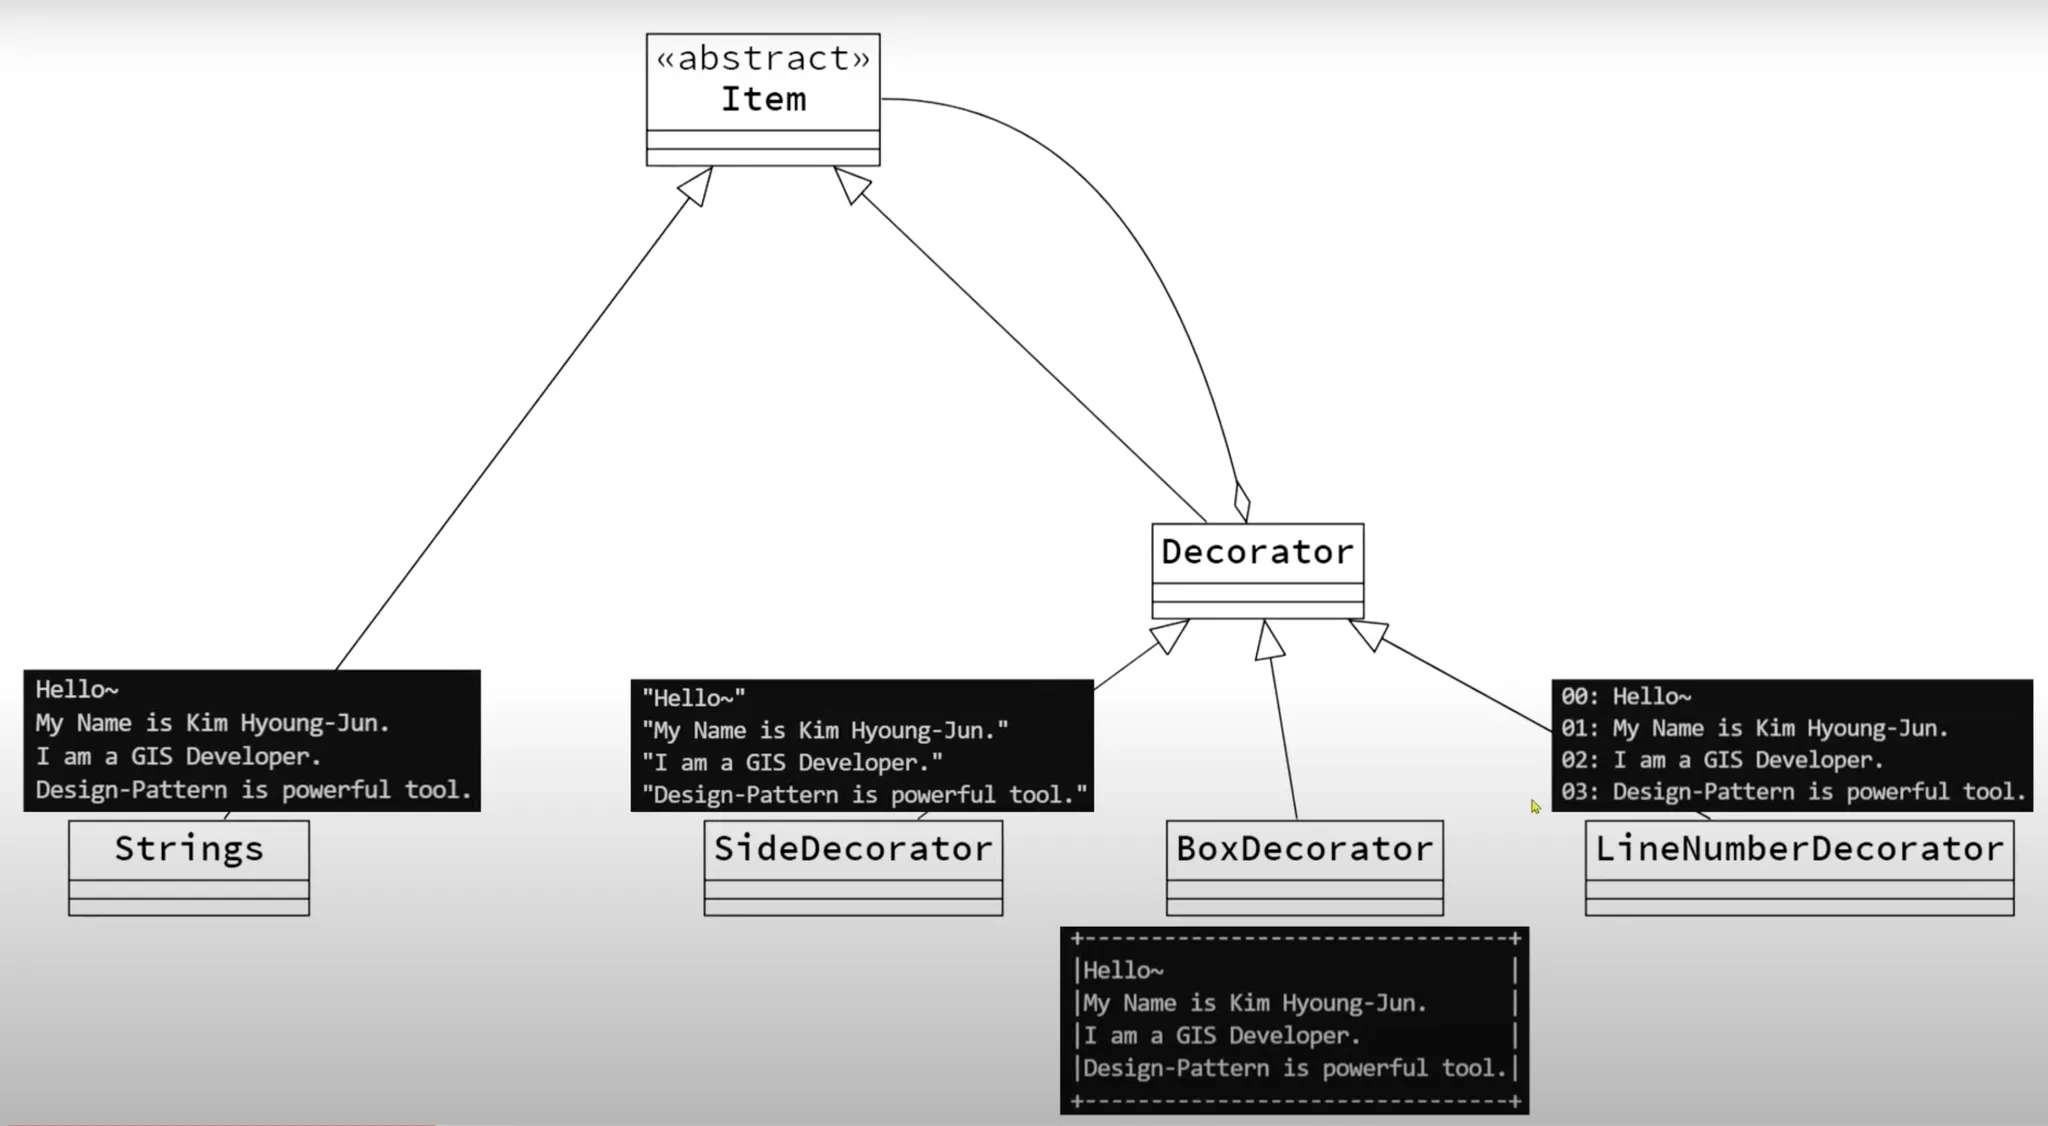 «abstract»
Item
Decorator
Hello~
My Name is Kim Hyoung-Jun.
I am a GIS Developer.
Design-Pattern is powerful tool.
Strings
"Hello~"
"My Name is Kim Hyoung-Jun."
"I am a GIS Developer."
"Design-Pattern is powerful tool."
SideDecorator
BoxDecorator
+--------------------------------+
|Hello~                          |
|My Name is Kim Hyoung-Jun.      |
|I am a GIS Developer.           |
|Design-Pattern is powerful tool.|
+--------------------------------+
00: Hello~
01: My Name is Kim Hyoung-Jun.
02: I am a GIS Developer.
03: Design-Pattern is powerful tool.
LineNumberDecorator